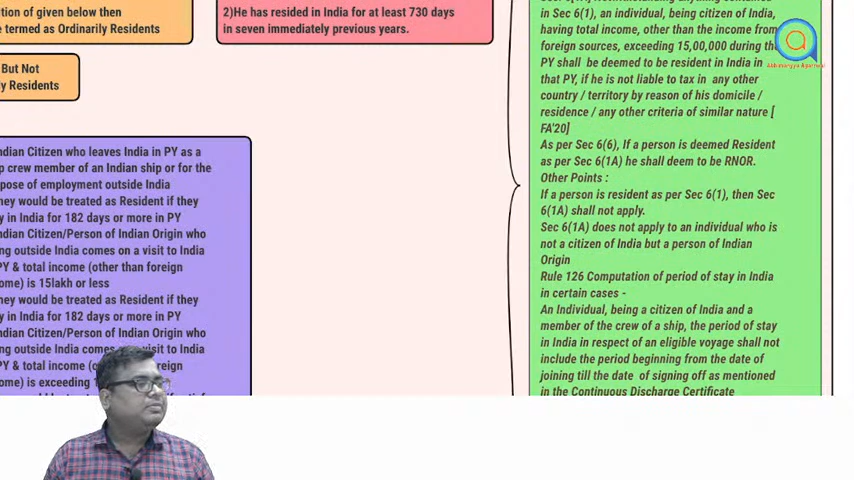 ition of given below then
e termed as Ordinarily Residents
But Not
ly Residents
2)He has resided in India for at least 730 days
in seven immediately previous years.
ndian Citizen who leaves India in PY as a
p crew member of an Indian ship or for the
pose of employment outside India
hey would be treated as Resident if they
y in India for 182 days or more in PY
ndian Citizen/Person of Indian Origin who
ng outside India comes on a visit to India
PY & total income (other than foreign
ome) is 15lakh or less
hey would be treated as Resident if they
y in India for 182 days or more in PY
ndian Citizen/Person of Indian Origin who
ng outside India comes visit to India
PY & total income reign
ome) is exceeding
in Sec 6(1), an individual, being citizen of India,
having total income, other than the income from
foreign sources, exceeding 15,00,000 during the
PY shall be deemed to be resident in India in
that PY, if he is not liable to tax in any other
country / territory by reason of his domicile /
residence / any other criteria of similar nature [
FA'20]
As per Sec 6(6), If a person is deemed Resident
as per Sec 6(1A) he shall deem to be RNOR.
Other Points :
If a person is resident as per Sec 6(1), then Sec
6(1A) shall not apply.
Sec 6(1A) does not apply to an individual who is
not a citizen of India but a person of Indian
Origin
Rule 126 Computation of period of stay in India
in certain cases -
An Individual, being a citizen of India and a
member of the crew of a ship, the period of stay
in India in respect of an eligible voyage shall not
include the period beginning from the date of
joining till the date of signing off as mentioned
in the Continuous Discharge Certificate